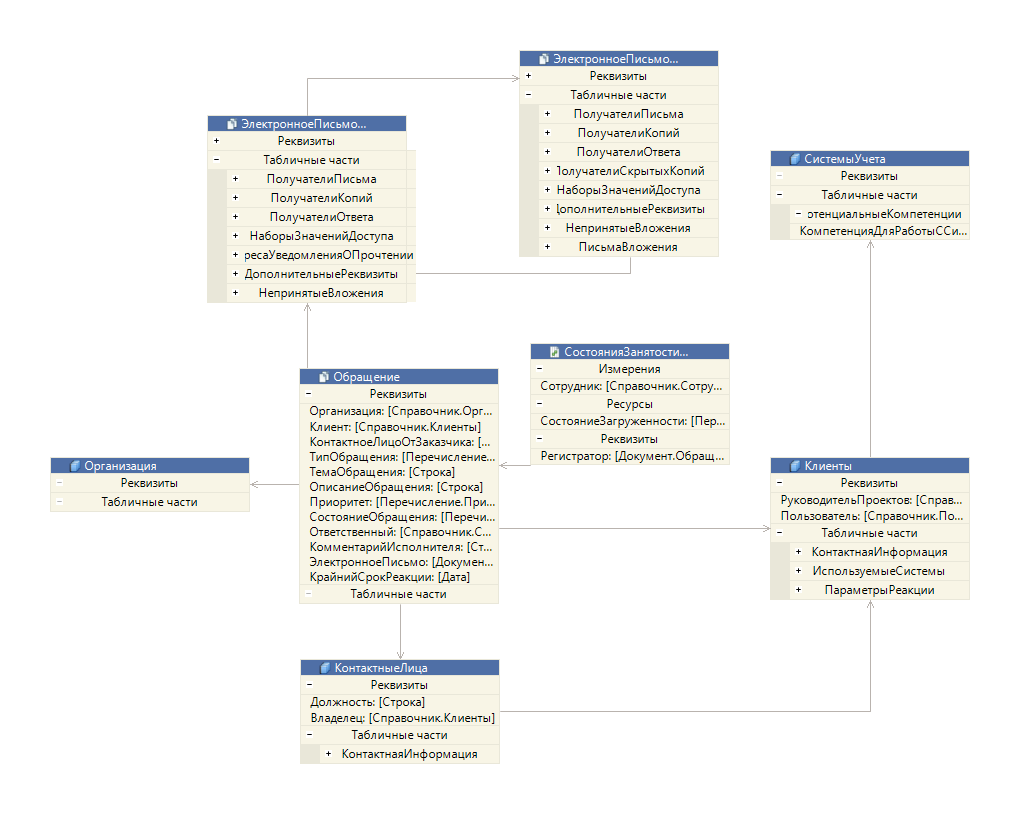 ЭлектронноеПисьмо...
Реквизиты
Табличные части
ПолучателиПисьма
ПолучателиКопий
ПолучателиОтвета
ПолучателиСкрытыхКопий
НаборыЗначенийДоступа
ДополнительныеРеквизиты
НепринятыеВложения
ПисьмаВложения
ЭлектронноеПисьмо...
Реквизиты
Табличные части
ПолучателиПисьма
ПолучателиКопий
ПолучателиОтвета
НаборыЗначенийДоступа
ресаУведомленияОПрочтении
ДополнительныеРеквизиты
НепринятыеВложения
СистемыУчета
Реквизиты
Табличные части
отенциальныеКомпетенции
КомпетенцияДляРаботыССи...
СостоянияЗанятости...
Измерения
Сотрудник: [Справочник.Сотру...
Ресурсы
СостояниеЗагруженности: [Пер...
Реквизиты
Регистратор: [Документ.Обращ...
Обращение
Реквизиты
Организация: [Справочник.Орг...
Клиент: [Справочник.Клиенты]
КонтактноеЛицоОтЗаказчика: [...
ТипОбращения: [Перечисление...
ТемаОбращения: [Строка]
ОписаниеОбращения: [Строка]
Приоритет: [Перечисление.При...
СостояниеОбращения: [Перечи...
Ответственный: [Справочник.С...
КомментарийИсполнителя: [Ст...
ЭлектронноеПисьмо: [Докумен...
КрайнийСрокРеакции: [Дата]
Табличные части
Организация
Реквизиты
Табличные части
Клиенты
Реквизиты
РуководительПроектов: [Справ...
Пользователь: [Справочник.По...
Табличные части
КонтактнаяИнформация
ИспользуемыеСистемы
ПараметрыРеакции
КонтактныеЛица
Реквизиты
Должность: [Строка]
Владелец: [Справочник.Клиенты]
Табличные части
КонтактнаяИнформация